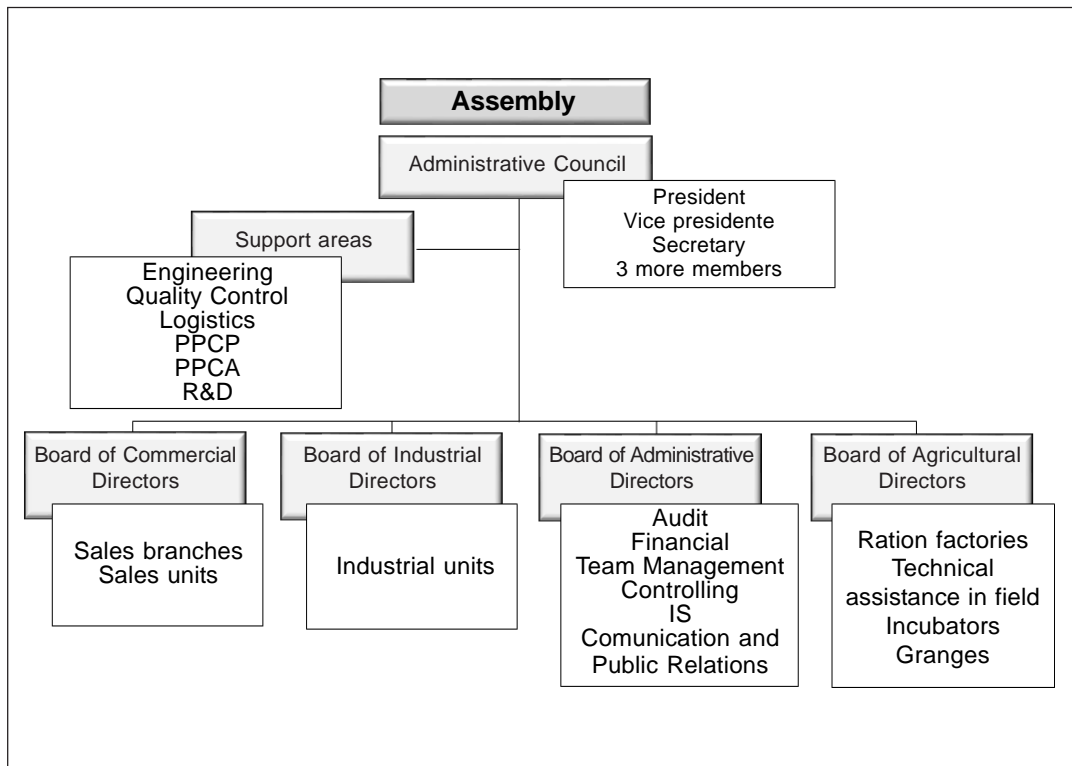 Assembly
Administrative Council
President
Vice presidente
Secretary
3 more members
Support areas
Engineering
Quality Control
Logistics
PPCP
PPCA
R&D
Board of Commercial
Directors
Sales branches
Sales units
Board of Industrial
Directors
Industrial units
Board of Administrative
Directors
Audit
Financial
Team Management
Controlling
IS
Comunication and
Public Relations
Board of Agricultural
Directors
Ration factories
Technical
assistance in field
Incubators
Granges